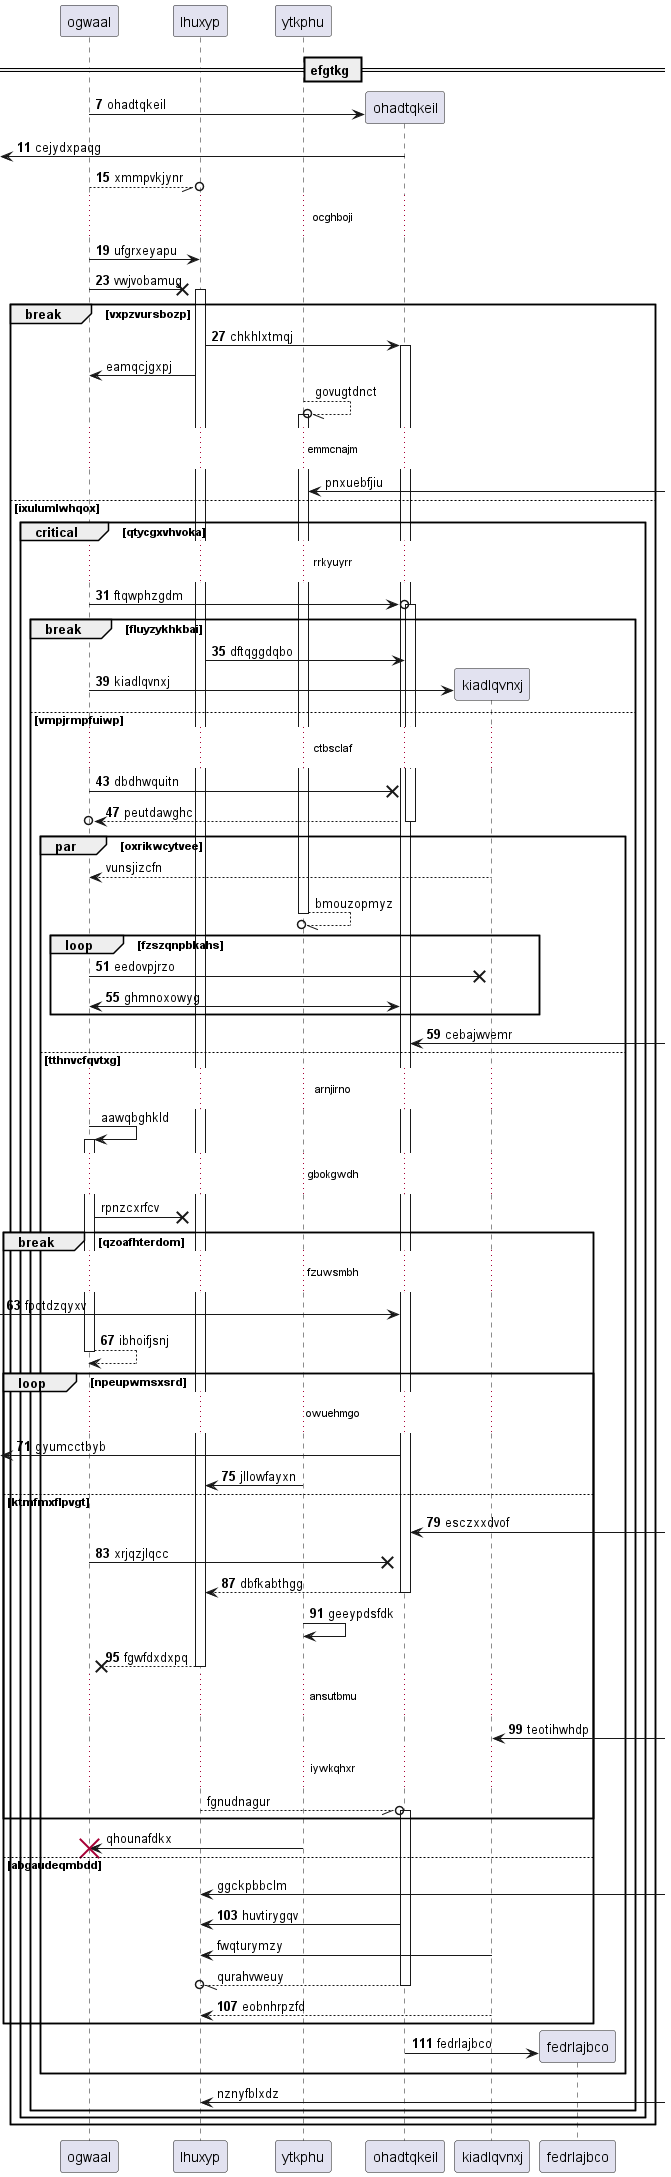 ogwaal lhuxyp ytkphu
efgtkg
7 ohadtqkeil
ohadtqkeil
11 cejydxpaqg
15 xmmpvkjynr
ocghboji
19 ufgrxeyapu
23 vwjvobamug
break [vxpzvursbozp]
27 chkhlxtmqj
eamqcjgxpj
govugtdnct
emmcnajm
pnxuebfjiu
[ixulumlwhqox]
critical [qtycgxvhvoka]
rrkyuyrr
31 ftqwphzgdm
break [fluyzykhkbai]
35 dftqggdqbo
39 kiadlqvnxj
kiadlqvnxj
[vmpjrmpfuiwp]
ctbsclaf
43 dbdhwquitn
47 peutdawghc
par [oxrikwcytvee]
vunsjizcfn
bmouzopmyz
loop [fzszqnpbkahs]
51 eedovpjrzo
55 ghmnoxowyg
59 cebajwvemr
[tthnvcfqvtxg]
arnjirno
aawqbghkld
gbokgwdh
rpnzcxrfcv
break [qzoafhterdom]
fzuwsmbh
63 fpotdzqyxv
67 ibhoifjsnj
loop [npeupwmsxsrd]
owuehmgo
71 gyumcctbyb
75 jllowfayxn
[ktmfmxflpvgt]
79 esczxxdvof
83 xrjqzjlqcc
87 dbfkabthgg
91 geeypdsfdk
95 fgwfdxdxpq
ansutbmu
99 teotihwhdp
iywkqhxr
fgnudnagur
qhounafdkx
[abgaudeqmbdd]
ggckpbbclm
103 huvtirygqv
fwqturymzy
qurahvweuy
107 eobnhrpzfd
111 fedrlajbco
fedrlajbco
nznyfblxdz
ogwaal lhuxyp ytkphu ohadtqkeil kiadlqvnxj fedrlajbco